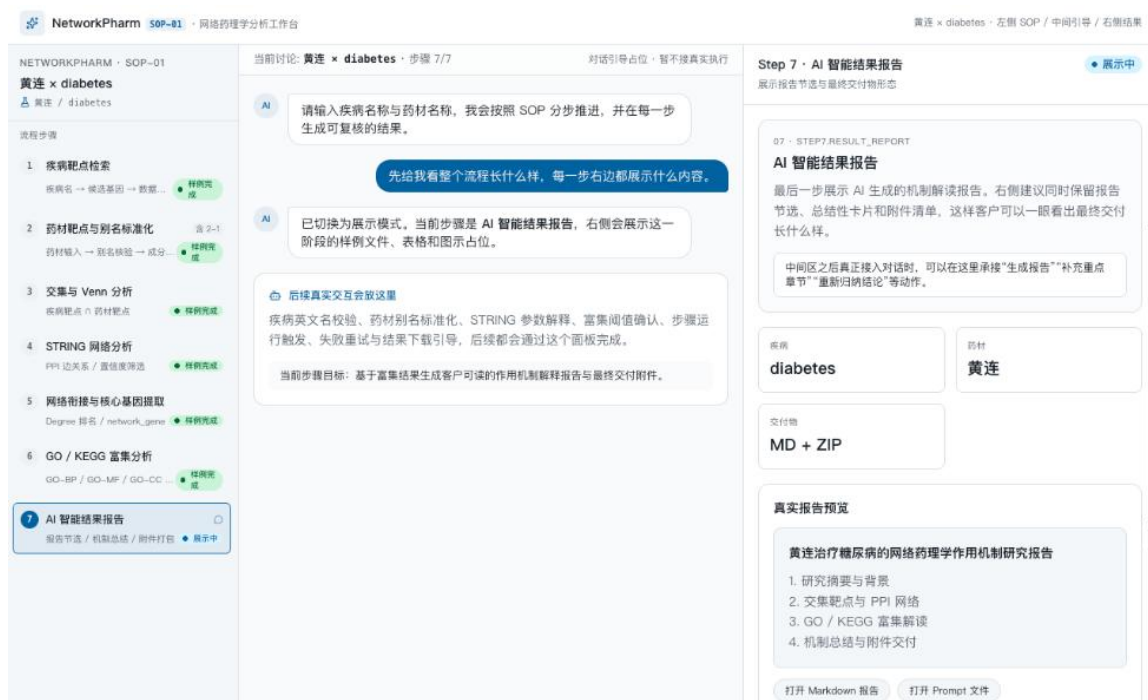 NetworkPharm SOP-01 · 网络药理学分析工作台
黄连 × diabetes · 左侧 SOP / 中间引导 / 右侧结果
NETWORKPHARM · SOP-01
黄连 × diabetes
黄连 / diabetes
流程步骤
1 疾病靶点检索
疾病名 → 候选基因 → 数据...
样例完
成
2 药材靶点与别名标准化 含 2-1
药材输入 → 别名校验 → 成分...
样例完
成
3 交集与 Venn 分析
疾病靶点 ∩ 药材靶点 样例完成
4 STRING 网络分析
PPI 边关系 / 置信度筛选 样例完成
5 网络衔接与核心基因提取
Degree 排名 / network_gene 样例完成
6 GO / KEGG 富集分析
GO-BP / GO-MF / GO-CC ...
样例完
成
7 AI 智能结果报告
报告节选 / 机制总结 / 附件打包 展示中
当前讨论: 黄连 × diabetes · 步骤 7/7
对话引导占位 · 暂不接真实执行
AI
请输入疾病名称与药材名称，我会按照 SOP 分步推进，并在每一步
生成可复核的结果。
先给我看整个流程长什么样，每一步右边都展示什么内容。
AI
已切换为展示模式。当前步骤是 AI 智能结果报告，右侧会展示这一
阶段的样例文件、表格和图示占位。
后续真实交互会放这里
疾病英文名校验、药材别名标准化、STRING 参数解释、富集阈值确认、步骤运
行触发、失败重试与结果下载引导，后续都会通过这个面板完成。
当前步骤目标：基于富集结果生成客户可读的作用机制解释报告与最终交付附件。
Step 7 · AI 智能结果报告
展示中
展示报告节选与最终交付物形态
07 · STEP7.RESULT_REPORT
AI 智能结果报告
最后一步展示 AI 生成的机制解读报告。右侧建议同时保留报告
节选、总结性卡片和附件清单，这样客户可以一眼看出最终交付
长什么样。
中间区之后真正接入对话时，可以在这里承接“生成报告”“补充重点
章节”“重新归纳结论”等动作。
疾病
diabetes
药材
黄连
交付物
MD + ZIP
真实报告预览
黄连治疗糖尿病的网络药理学作用机制研究报告
1. 研究摘要与背景
2. 交集靶点与 PPI 网络
3. GO / KEGG 富集解读
4. 机制总结与附件交付
打开 Markdown 报告
打开 Prompt 文件